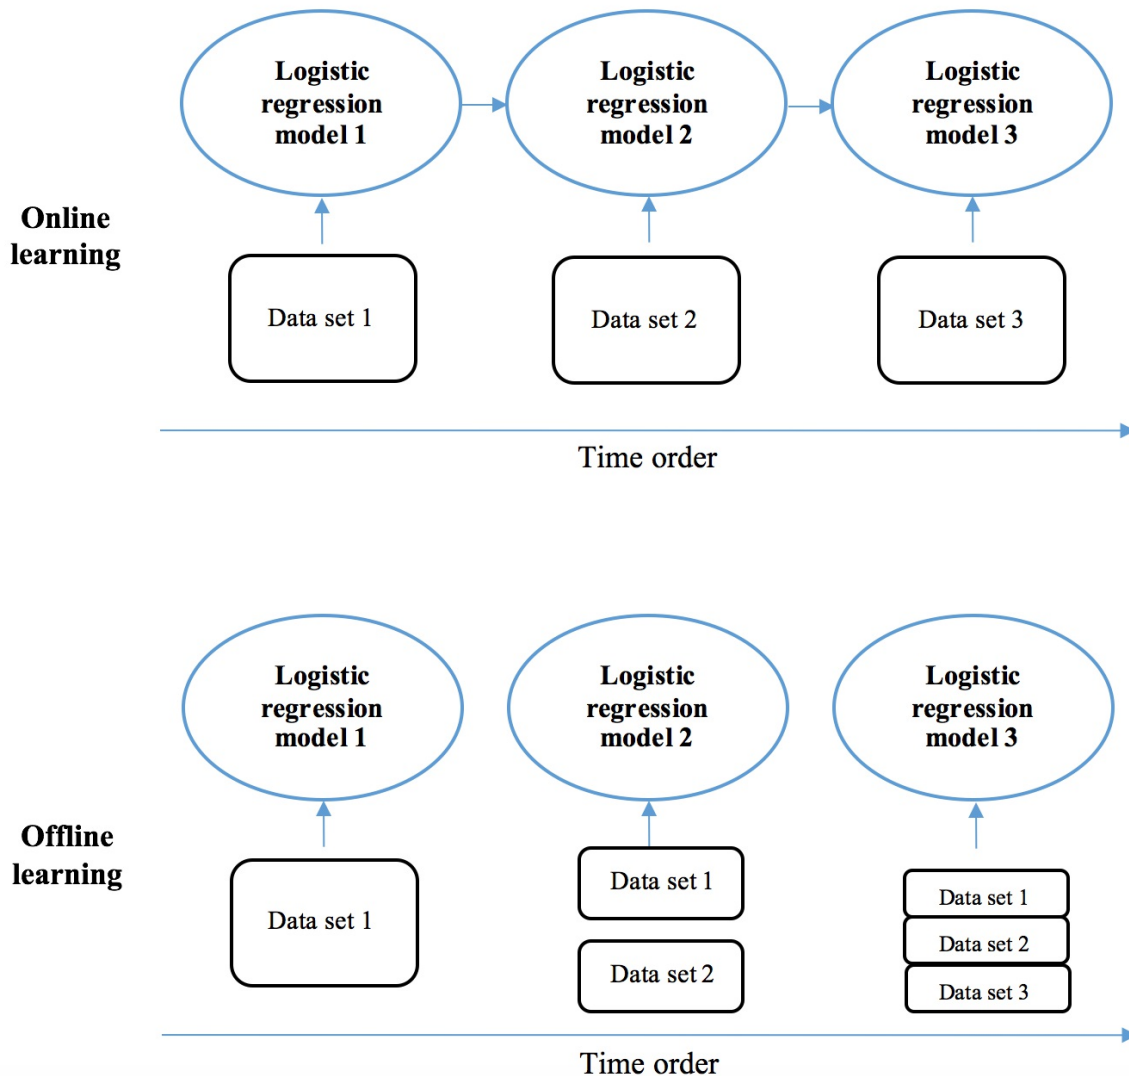 Logistic
regression
model 1
Logistic
regression
model 2
Logistic
regression
model 3
Online
learning
Data set 1
Data set 2
Data set 3
Time order
Logistic
regression
model 1
Logistic
regression
model 2
Logistic
regression
model 3
Offline
learning
Data set 1
Data set 1
Data set 2
Data set 1
Data set 2
Data set 3
Time order